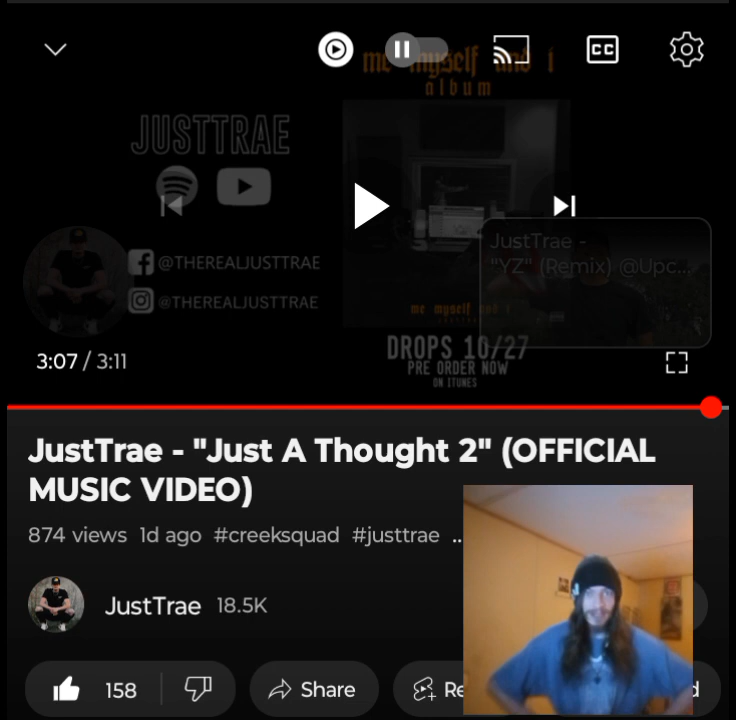 me myself and i
album
JUSTTRAE
@THEREALJUSTTRAE
@THEREALJUSTTRAE
CC
JustTrae -
"YZ" (Remix) @Upc...
me myself and i
DROPS 10/27
PRE ORDER NOW
ON ITUNES
3:07 / 3:11
JustTrae - "Just A Thought 2" (OFFICIAL
MUSIC VIDEO)
874 views 1d ago #creeksquad #justtrae ..
JustTrae 18.5K
158
Share
Re
d